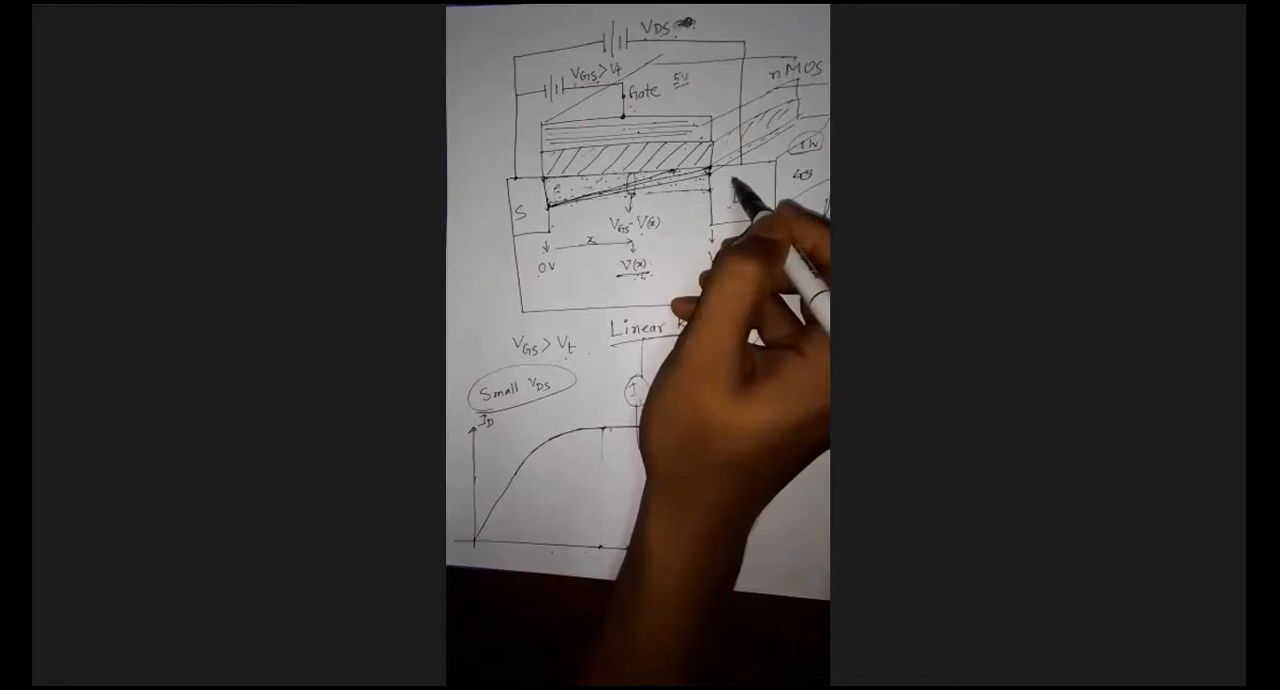 VDS
VGS>Vt
Gate
5V
nMOS
e
S
VGS-V(x)
x
0V
V(x)
VGS>Vt
Linear
Small VDS
I
ID